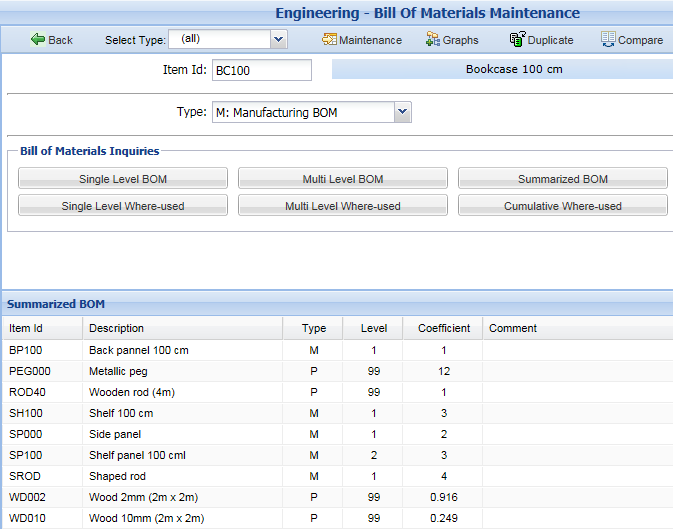 Engineering - Bill Of Materials Maintenance
Back Select Type: (all) Maintenance Graphs Duplicate Compare
Item Id: BC100 Bookcase 100 cm
Type: M: Manufacturing BOM
Bill of Materials Inquiries
Single Level BOM Multi Level BOM Summarized BOM
Single Level Where-used Multi Level Where-used Cumulative Where-used
Summarized BOM
Item Id Description Type Level Coefficient Comment
BP100 Back pannel 100 cm M 1 1
PEG000 Metallic peg P 99 12
ROD40 Wooden rod (4m) P 99 1
SH100 Shelf 100 cm M 1 3
SP000 Side panel M 1 2
SP100 Shelf panel 100 cml M 2 3
SROD Shaped rod M 1 4
WD002 Wood 2mm (2m x 2m) P 99 0.916
WD010 Wood 10mm (2m x 2m) P 99 0.249